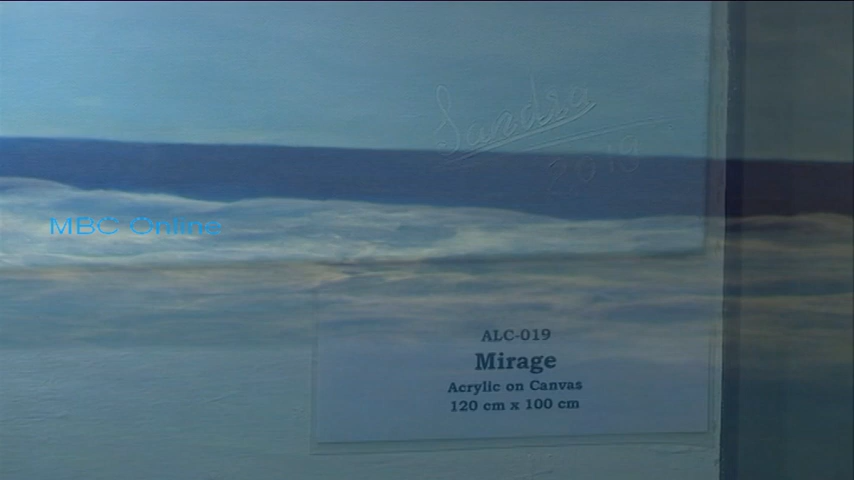 Sandra
2019
MBC Online
ALC-019
Mirage
Acrylic on Canvas
120 cm x 100 cm